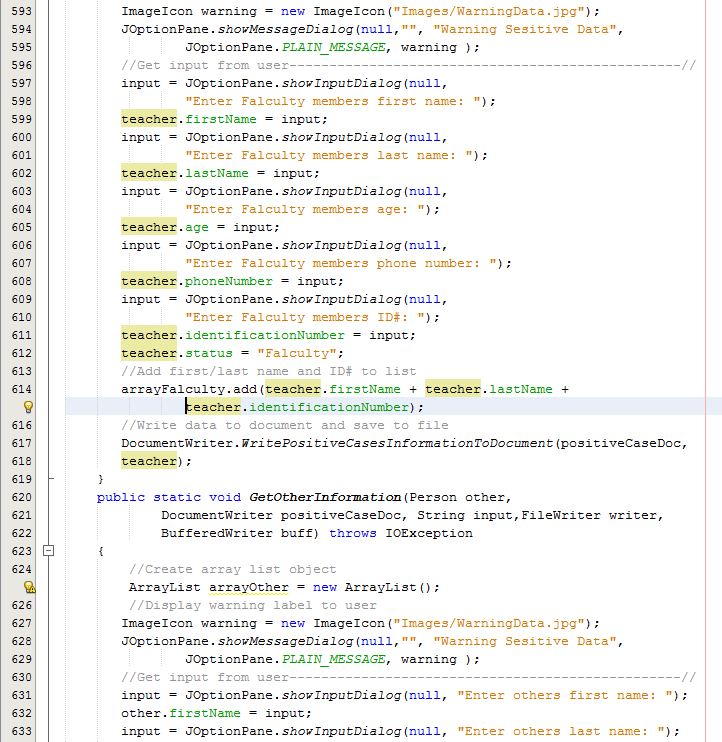 593 ImageIcon warning = new ImageIcon("Images/WarningData.jpg");
594 JOptionPane.showMessageDialog(null,"", "Warning Sesitive Data",
595 JOptionPane.PLAIN_MESSAGE, warning );
596 //Get input from user-------------------------------------------------//
597 input = JOptionPane.showInputDialog(null,
598 "Enter Falculty members first name: ");
599 teacher.firstName = input;
600 input = JOptionPane.showInputDialog(null,
601 "Enter Falculty members last name: ");
602 teacher.lastName = input;
603 input = JOptionPane.showInputDialog(null,
604 "Enter Falculty members age: ");
605 teacher.age = input;
606 input = JOptionPane.showInputDialog(null,
607 "Enter Falculty members phone number: ");
608 teacher.phoneNumber = input;
609 input = JOptionPane.showInputDialog(null,
610 "Enter Falculty members ID#: ");
611 teacher.identificationNumber = input;
612 teacher.status = "Falculty";
613 //Add first/last name and ID# to list
614 arrayFalculty.add(teacher.firstName + teacher.lastName +
teacher.identificationNumber);
616 //Write data to document and save to file
617 DocumentWriter.WritePositiveCasesInformationToDocument(positiveCaseDoc,
618 teacher);
619 }
620 public static void GetOtherInformation(Person other,
621 DocumentWriter positiveCaseDoc, String input,FileWriter writer,
622 BufferedWriter buff) throws IOException
623 {
624 //Create array list object
ArrayList arrayOther = new ArrayList();
626 //Display warning label to user
627 ImageIcon warning = new ImageIcon("Images/WarningData.jpg");
628 JOptionPane.showMessageDialog(null,"", "Warning Sesitive Data",
629 JOptionPane.PLAIN_MESSAGE, warning );
630 //Get input from user-------------------------------------------------//
631 input = JOptionPane.showInputDialog(null, "Enter others first name: ");
632 other.firstName = input;
633 input = JOptionPane.showInputDialog(null, "Enter others last name: ");